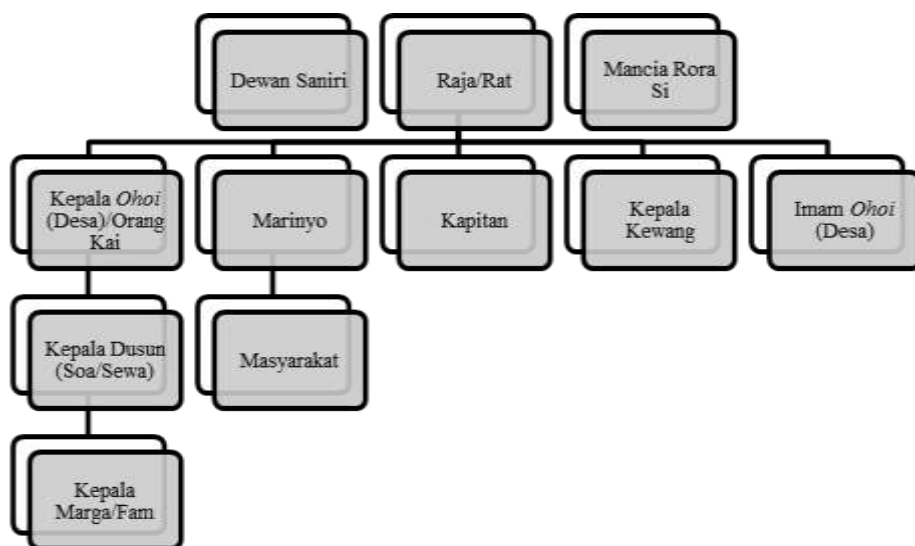 Dewan Saniri
Raja/Rat
Mancia Rora
Si
Kepala Ohoi
(Desa)/Orang
Kai
Marinyo
Kapitan
Kepala
Kewang
Imam Ohoi
(Desa)
Kepala Dusun
(Soa/Sewa)
Masyarakat
Kepala
Marga/Fam